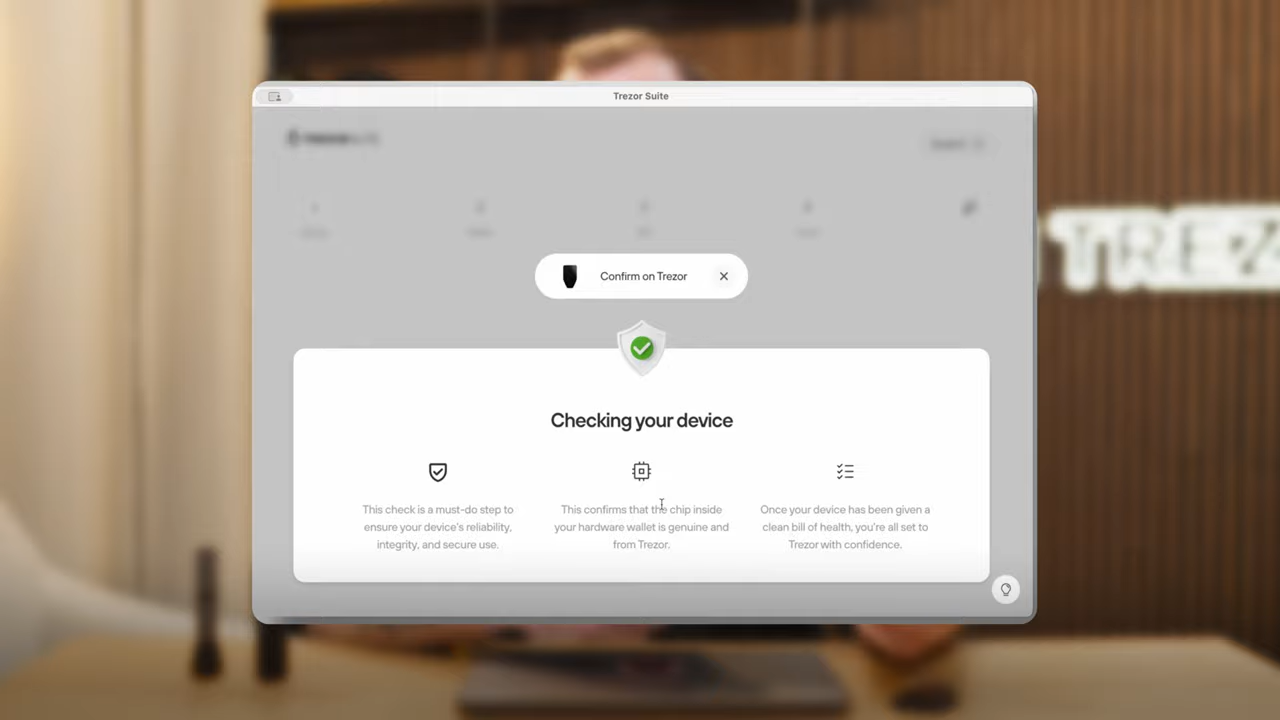 Trezor Suite
Confirm on Trezor
TREZ
Checking your device
This check is a must-do step to
ensure your device's reliability,
integrity, and secure use.
This confirms that the chip inside
your hardware wallet is genuine and
from Trezor.
Once your device has been given a
clean bill of health, you're all set to
Trezor with confidence.